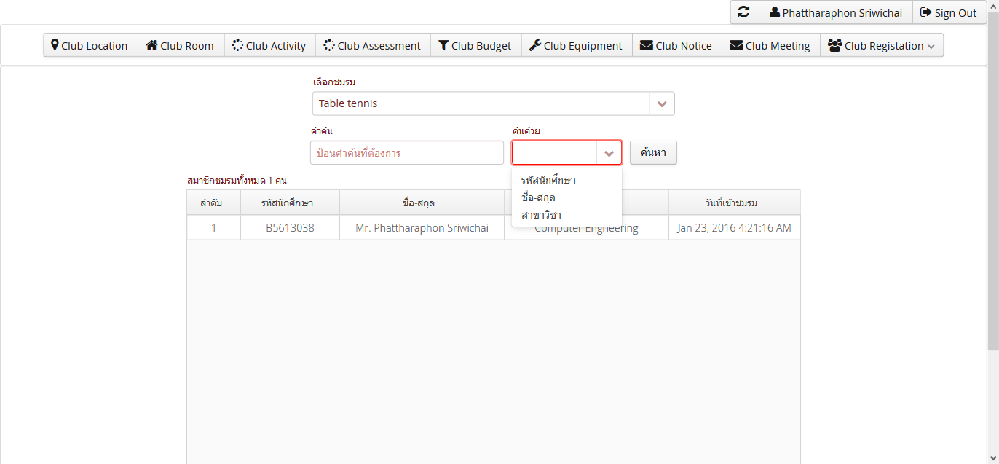 Phattharaphon Sriwichai Sign Out
Club Location Club Room Club Activity Club Assessment Club Budget Club Equipment Club Notice Club Meeting Club Registation
เลือกชมรม
Table tennis
คำค้น ค้นด้วย
ป้อนคำค้นที่ต้องการ ค้นหา
รหัสนักศึกษา
ชื่อ-สกุล
สาขาวิชา
สมาชิกชมรมทั้งหมด 1 คน
ลำดับ รหัสนักศึกษา ชื่อ-สกุล วันที่เข้าชมรม
1 B5613038 Mr. Phattharaphon Sriwichai Computer Engneering Jan 23, 2016 4:21:16 AM